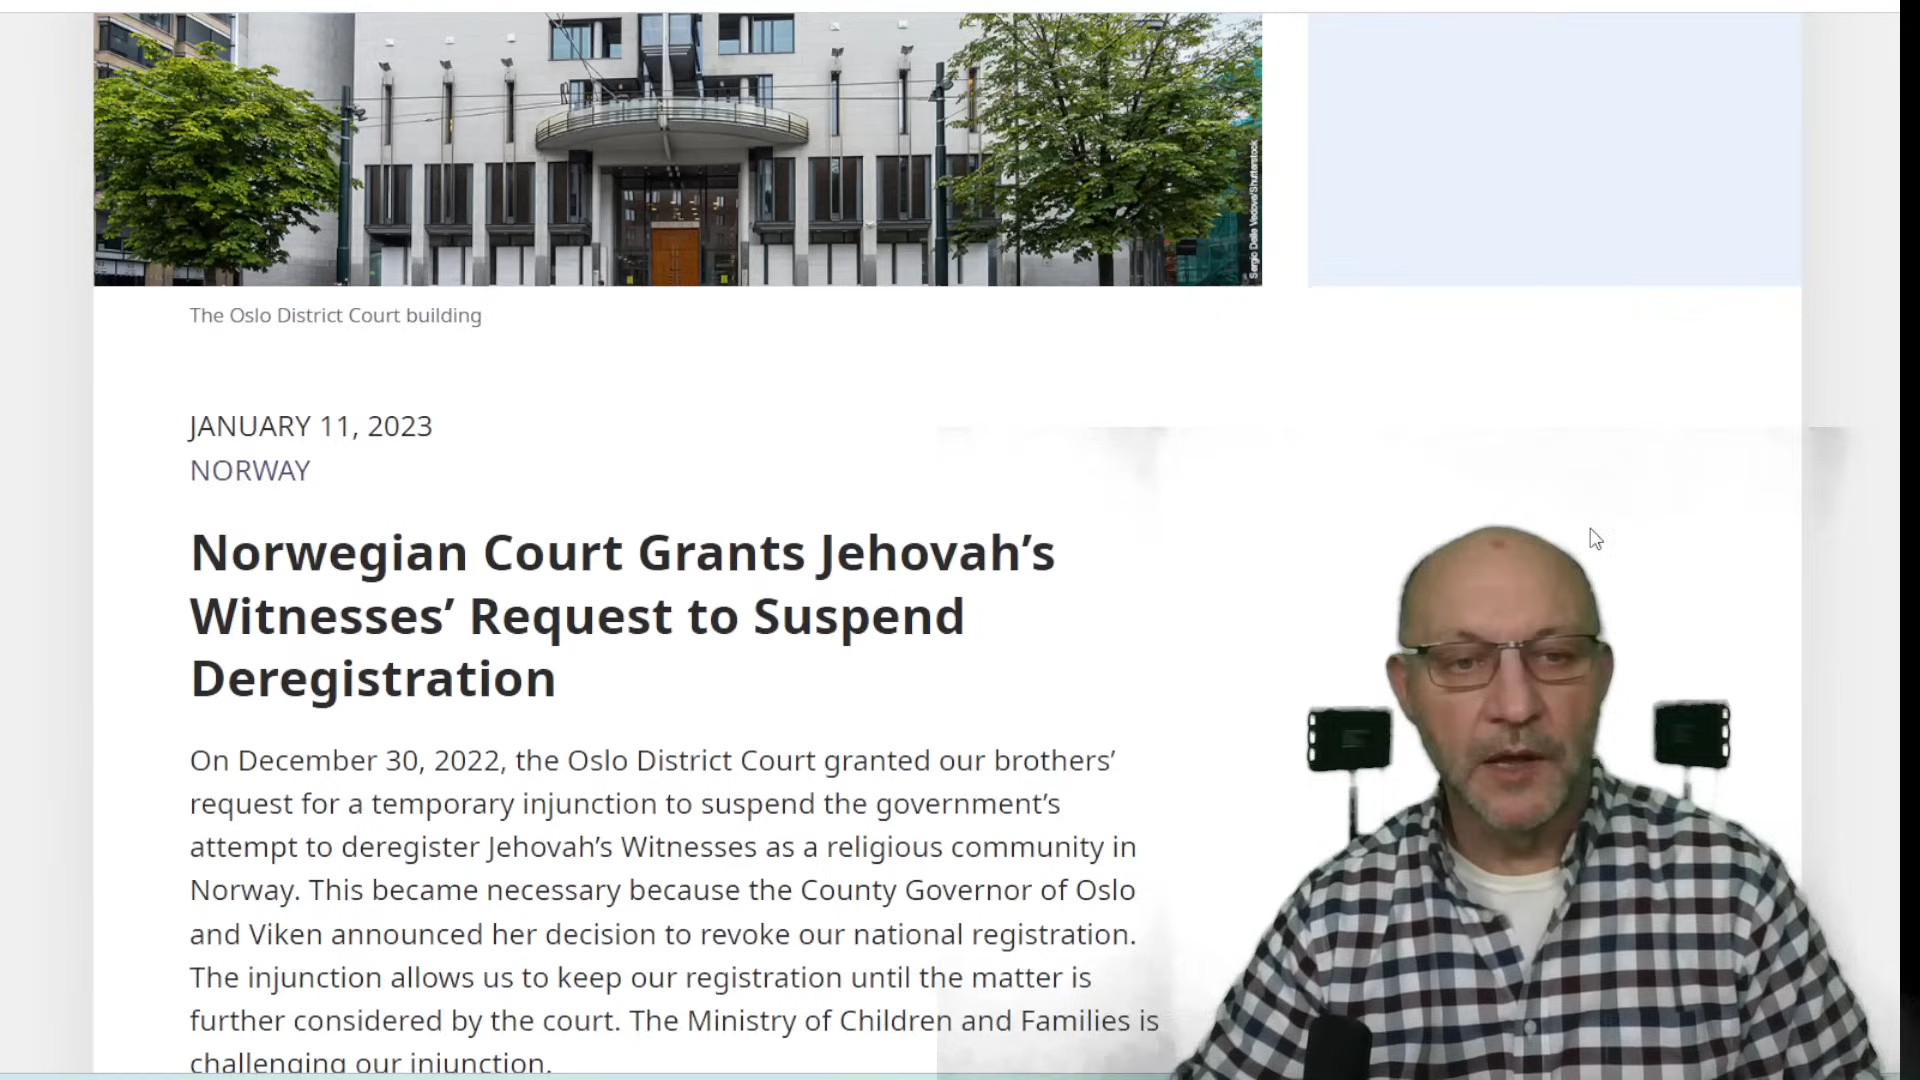 Sergio Delle Vedove/Shutterstock
The Oslo District Court building
JANUARY 11, 2023
NORWAY
Norwegian Court Grants Jehovah’s
Witnesses’ Request to Suspend
Deregistration
On December 30, 2022, the Oslo District Court granted our brothers’
request for a temporary injunction to suspend the government’s
attempt to deregister Jehovah’s Witnesses as a religious community in
Norway. This became necessary because the County Governor of Oslo
and Viken announced her decision to revoke our national registration.
The injunction allows us to keep our registration until the matter is
further considered by the court. The Ministry of Children and Families is
challenging our injunction.